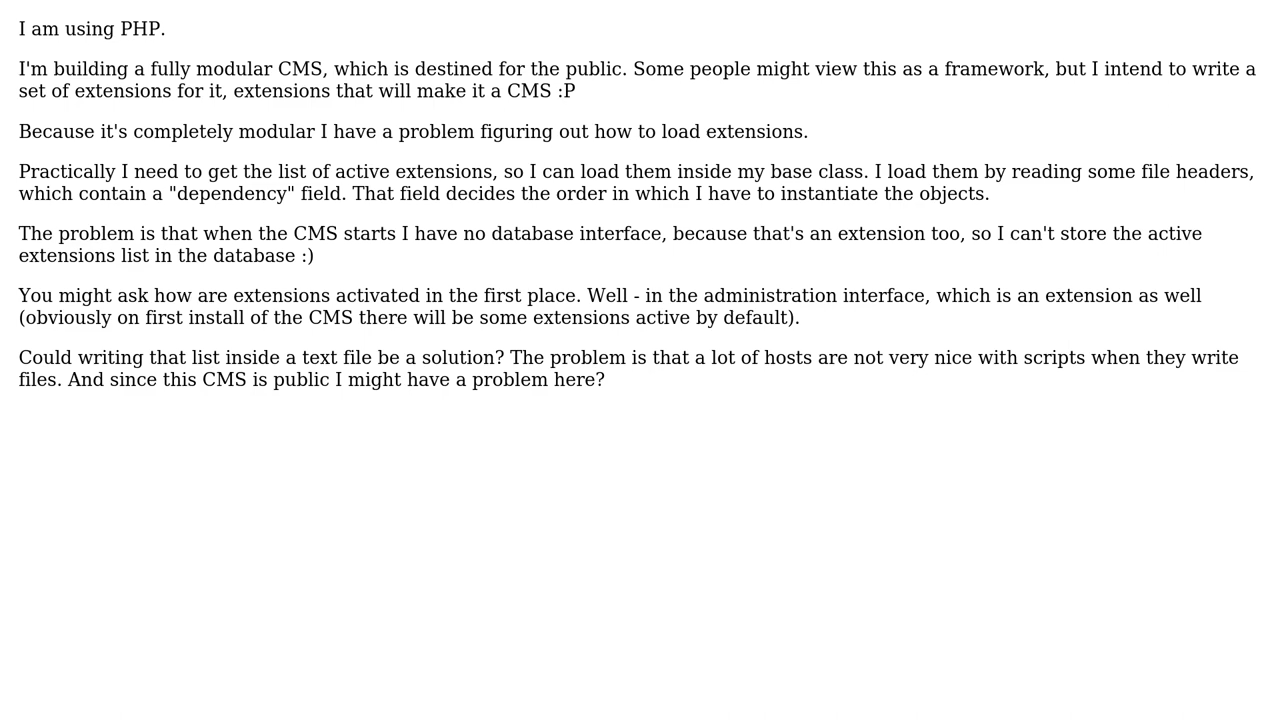 I am using PHP.
I'm building a fully modular CMS, which is destined for the public. Some people might view this as a framework, but I intend to write a
set of extensions for it, extensions that will make it a CMS :P
Because it's completely modular I have a problem figuring out how to load extensions.
Practically I need to get the list of active extensions, so I can load them inside my base class. I load them by reading some file headers,
which contain a "dependency" field. That field decides the order in which I have to instantiate the objects.
The problem is that when the CMS starts I have no database interface, because that's an extension too, so I can't store the active
extensions list in the database :)
You might ask how are extensions activated in the first place. Well - in the administration interface, which is an extension as well
(obviously on first install of the CMS there will be some extensions active by default).
Could writing that list inside a text file be a solution? The problem is that a lot of hosts are not very nice with scripts when they write
files. And since this CMS is public I might have a problem here?